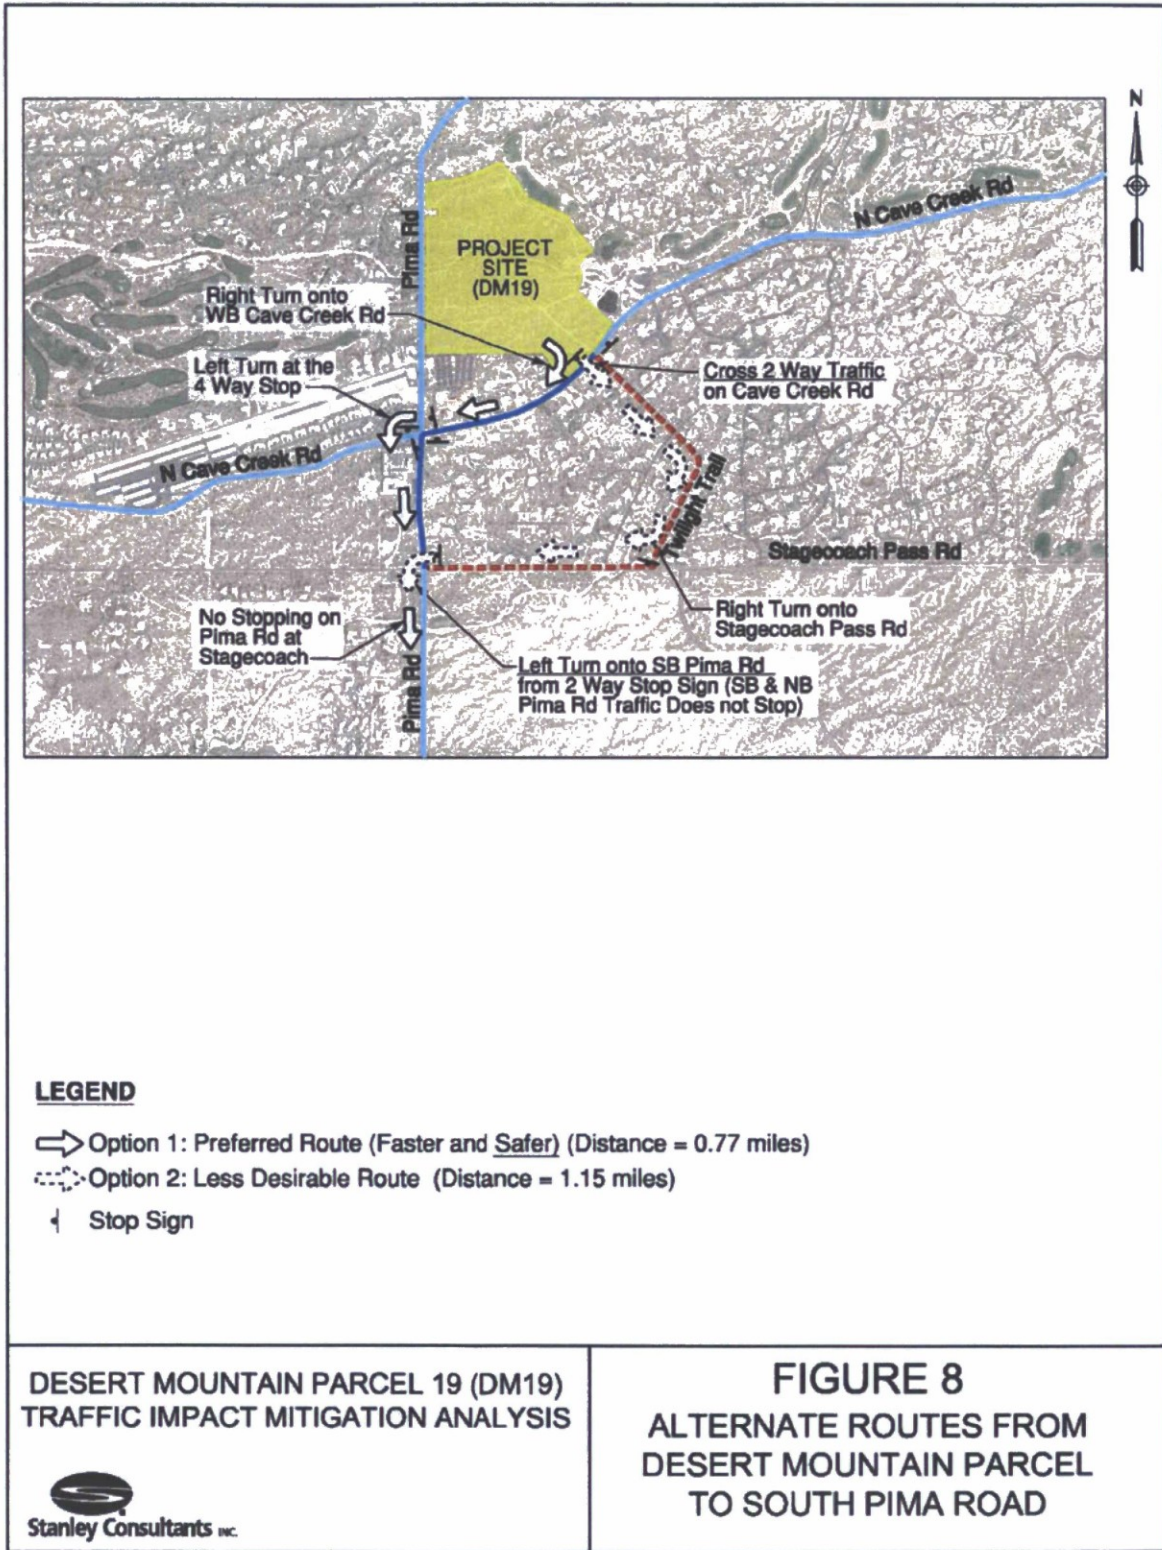 N
Pima Rd
N Cave Creek Rd
PROJECT
SITE
(DM19)
Right Turn onto
WB Cave Creek Rd
Left Turn at the
4 Way Stop
Cross 2 Way Traffic
on Cave Creek Rd
N Cave Creek Rd
Twilight Trail
Stagecoach Pass Rd
No Stopping on
Pima Rd at
Stagecoach
Right Turn onto
Stagecoach Pass Rd
Pima Rd
Left Turn onto SB Pima Rd
from 2 Way Stop Sign (SB & NB
Pima Rd Traffic Does not Stop)
LEGEND
Option 1: Preferred Route (Faster and Safer) (Distance = 0.77 miles)
Option 2: Less Desirable Route (Distance = 1.15 miles)
Stop Sign
DESERT MOUNTAIN PARCEL 19 (DM19)
TRAFFIC IMPACT MITIGATION ANALYSIS
Stanley Consultants INC.
FIGURE 8
ALTERNATE ROUTES FROM
DESERT MOUNTAIN PARCEL
TO SOUTH PIMA ROAD